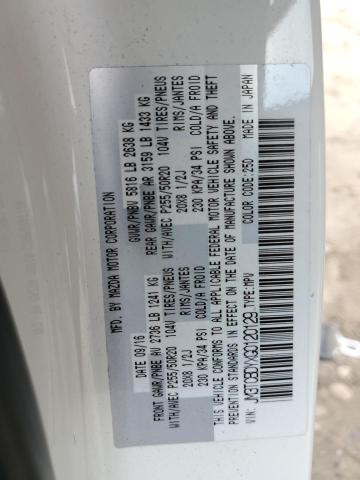 MFD. BY MAZDA MOTOR CORPORATION
DATE 09/16 GVWR/PNBV 5816 LB 2638 KG
FRONT GAWR/PNBE AV 2736 LB 1241 KG REAR GAWR/PNBE AR 3159 LB 1433 KG
WITH/AVEC P255/50R20 104V TIRES/PNEUS WITH/AVEC P255/50R20 104V TIRES/PNEUS
20X8 1/2J RIMS/JANTES 20X8 1/2J RIMS/JANTES
230 KPA/34 PSI COLD/A FROID 230 KPA/34 PSI COLD/A FROID
THIS VEHICLE CONFORMS TO ALL APPLICABLE FEDERAL MOTOR VEHICLE SAFETY AND THEFT
PREVENTION STANDARDS IN EFFECT ON THE DATE OF MANUFACTURE SHOWN ABOVE.
COLOR CODE:25D MADE IN JAPAN
VIN: TYPE:MPV